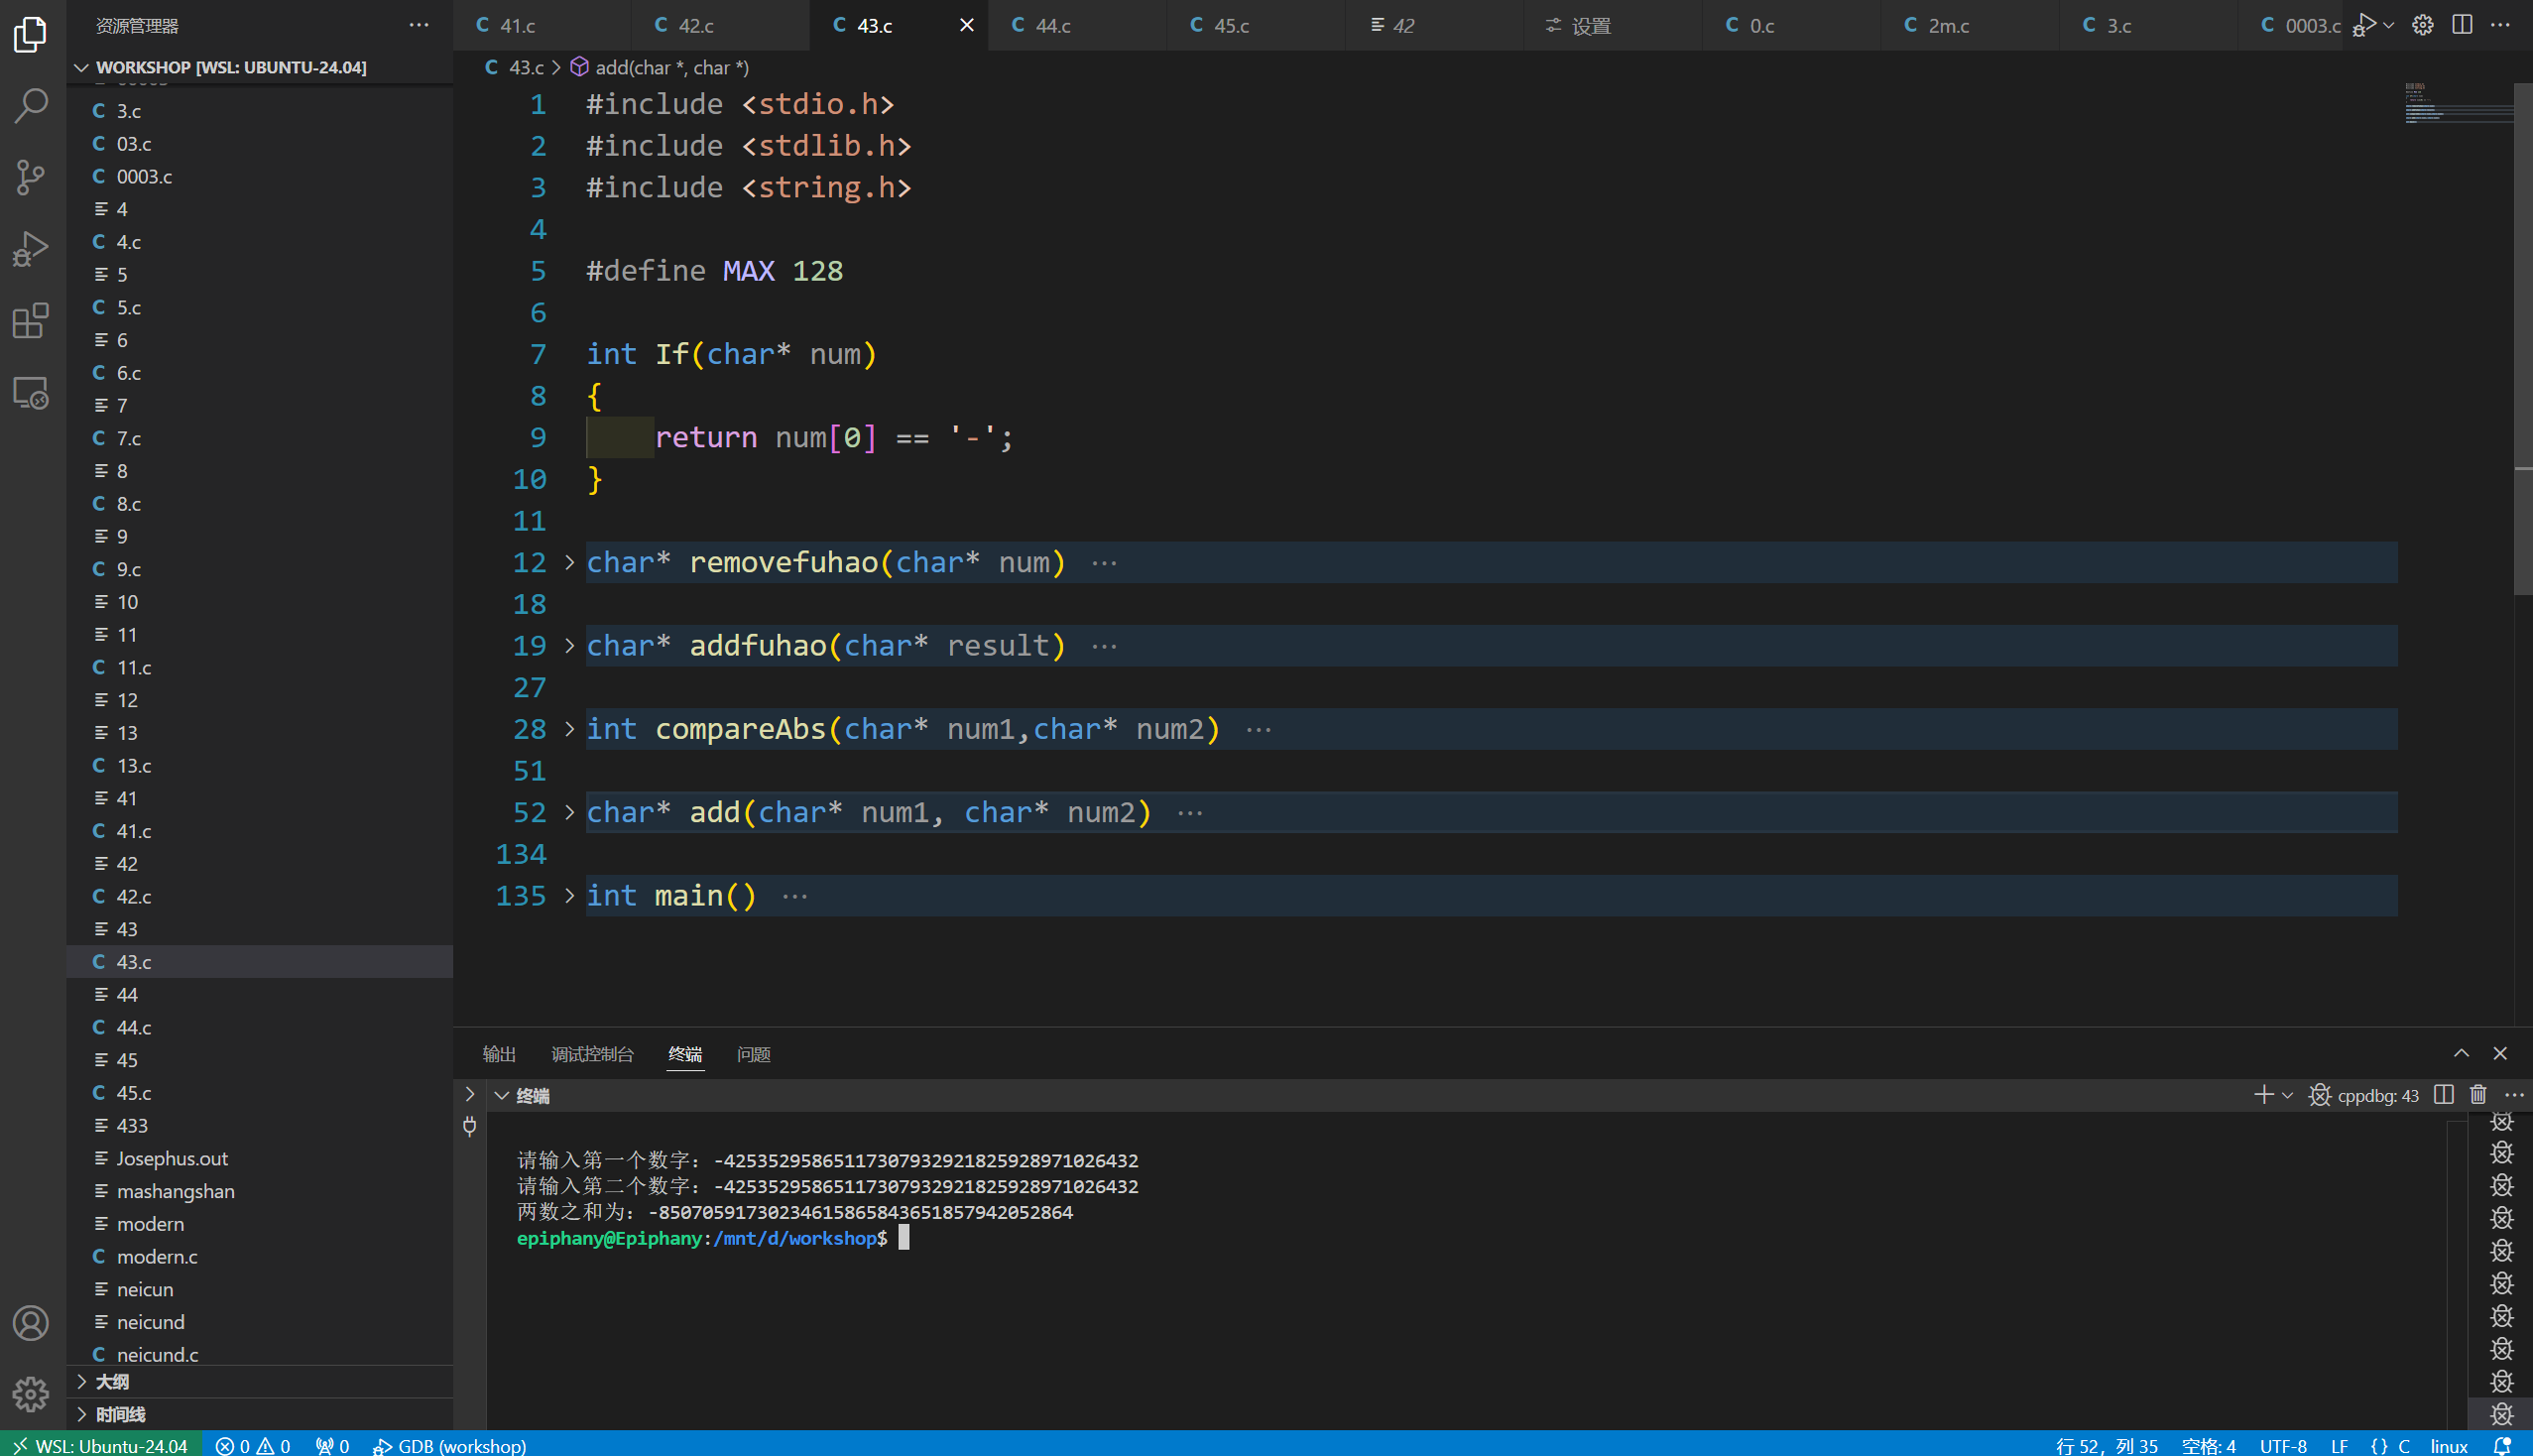 资源管理器
WORKSHOP [WSL: UBUNTU-24.04]
3.c
03.c
0003.c
4
4.c
5
5.c
6
6.c
7
7.c
8
8.c
9
9.c
10
11
11.c
12
13
13.c
41
41.c
42
42.c
43
43.c
44
44.c
45
45.c
433
Josephus.out
mashangshan
modern
modern.c
neicun
neicund
neicund.c
大纲
时间线
41.c 42.c 43.c 44.c 45.c 42 设置 0.c 2m.c 3.c 0003.c
43.c > add(char *, char *)
1 #include <stdio.h>
2 #include <stdlib.h>
3 #include <string.h>
4
5 #define MAX 128
6
7 int If(char* num)
8 {
9 return num[0] == '-';
10 }
11
12 char* removefuhao(char* num) ⋯
18
19 char* addfuhao(char* result) ⋯
27
28 int compareAbs(char* num1,char* num2) ⋯
51
52 char* add(char* num1, char* num2) ⋯
134
135 int main() ⋯
输出 调试控制台 终端 问题
终端
cppdbg: 43
请输入第一个数字：-42535295865117307932921825928971026432
请输入第二个数字：-42535295865117307932921825928971026432
两数之和为：-85070591730234615865843651857942052864
epiphany@Epiphany:/mnt/d/workshop$
WSL: Ubuntu-24.04 0 0 0 GDB (workshop) 行 52，列 35 空格: 4 UTF-8 LF {} C linux